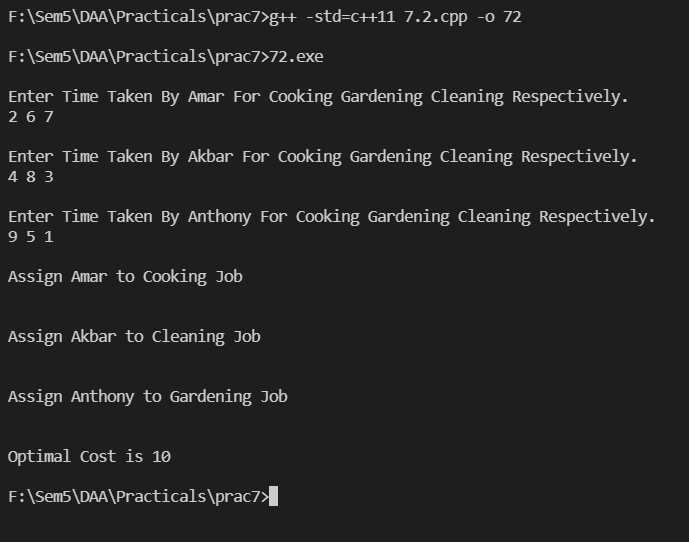 F:\Sem5\DAA\Practicals\prac7>g++ -std=c++11 7.2.cpp -o 72
F:\Sem5\DAA\Practicals\prac7>72.exe
Enter Time Taken By Amar For Cooking Gardening Cleaning Respectively.
2 6 7
Enter Time Taken By Akbar For Cooking Gardening Cleaning Respectively.
4 8 3
Enter Time Taken By Anthony For Cooking Gardening Cleaning Respectively.
9 5 1
Assign Amar to Cooking Job
Assign Akbar to Cleaning Job
Assign Anthony to Gardening Job
Optimal Cost is 10
F:\Sem5\DAA\Practicals\prac7>